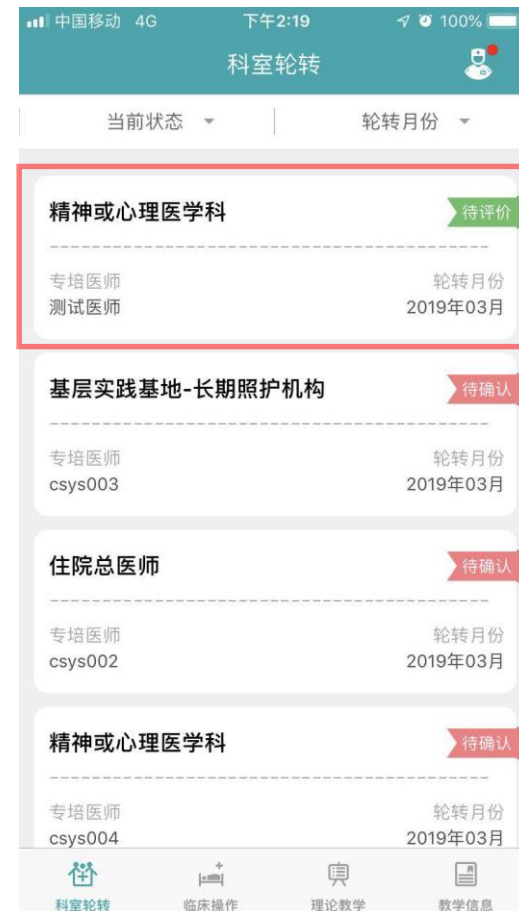 中国移动 4G 下午2:19 100%
科室轮转
当前状态 轮转月份
精神或心理医学科 待评价
专培医师 轮转月份
测试医师 2019年03月
基层实践基地-长期照护机构 待确认
专培医师 轮转月份
csys003 2019年03月
住院总医师 待确认
专培医师 轮转月份
csys002 2019年03月
精神或心理医学科 待确认
专培医师 轮转月份
csys004 2019年03月
科室轮转 临床操作 理论教学 教学信息